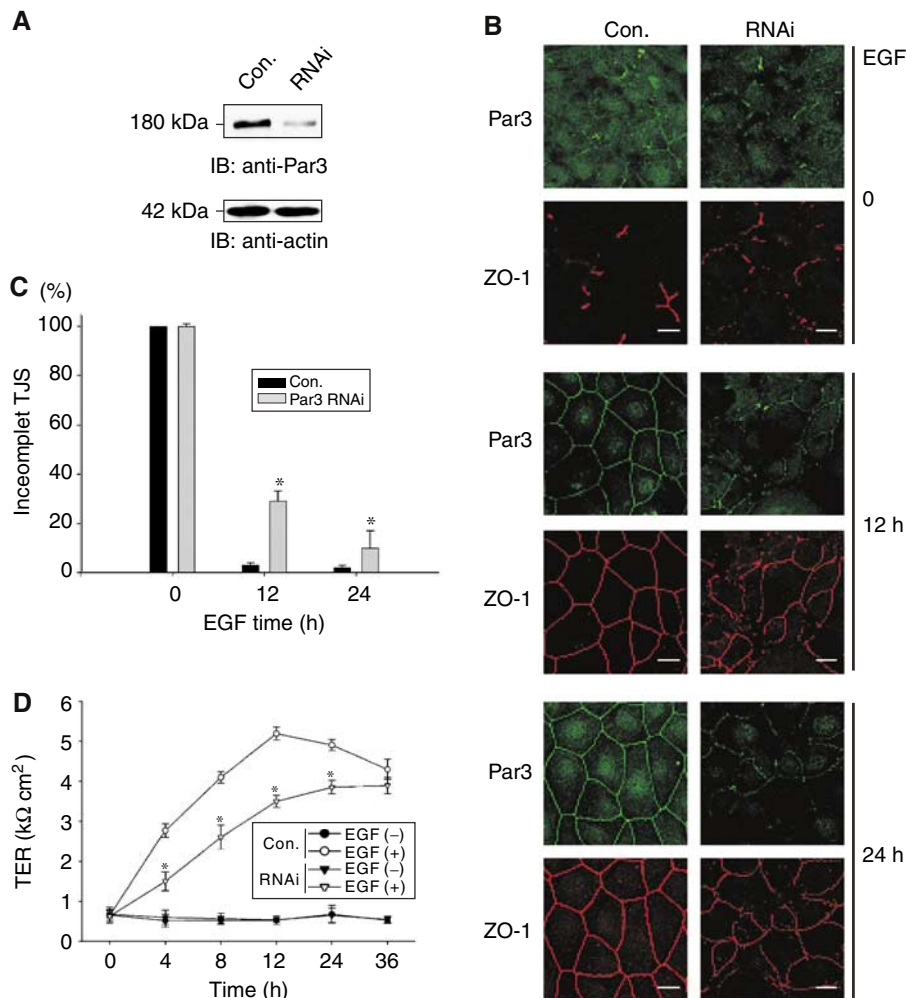 A
Con.
RNAi
180 kDa
IB: anti-Par3
42 kDa
IB: anti-actin
B
Con.
RNAi
EGF
Par3
0
ZO-1
Par3
12 h
ZO-1
Par3
24 h
ZO-1
C
(%)
100
80
60
40
20
0
Inceomplet TJS
Con.
Par3 RNAi
*
*
0
12
24
EGF time (h)
D
6
5
4
3
2
1
0
TER (kΩ cm²)
*
*
*
*
Con.
EGF (−)
EGF (+)
RNAi
EGF (−)
EGF (+)
0
4
8
12
24
36
Time (h)